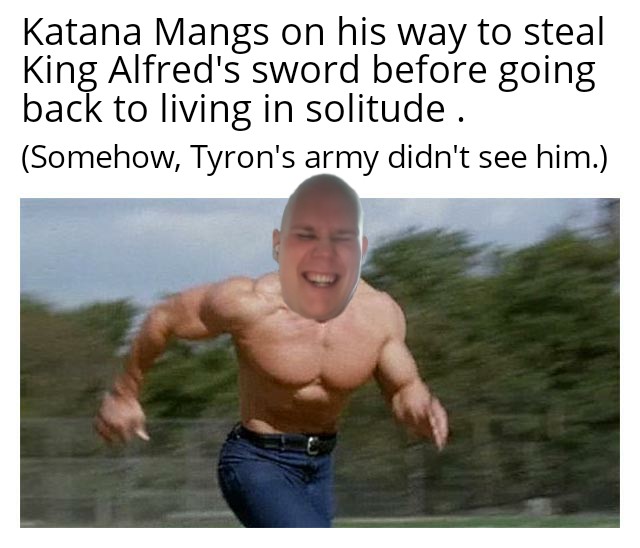 Katana Mangs on his way to steal
King Alfred's sword before going
back to living in solitude .
(Somehow, Tyron's army didn't see him.)